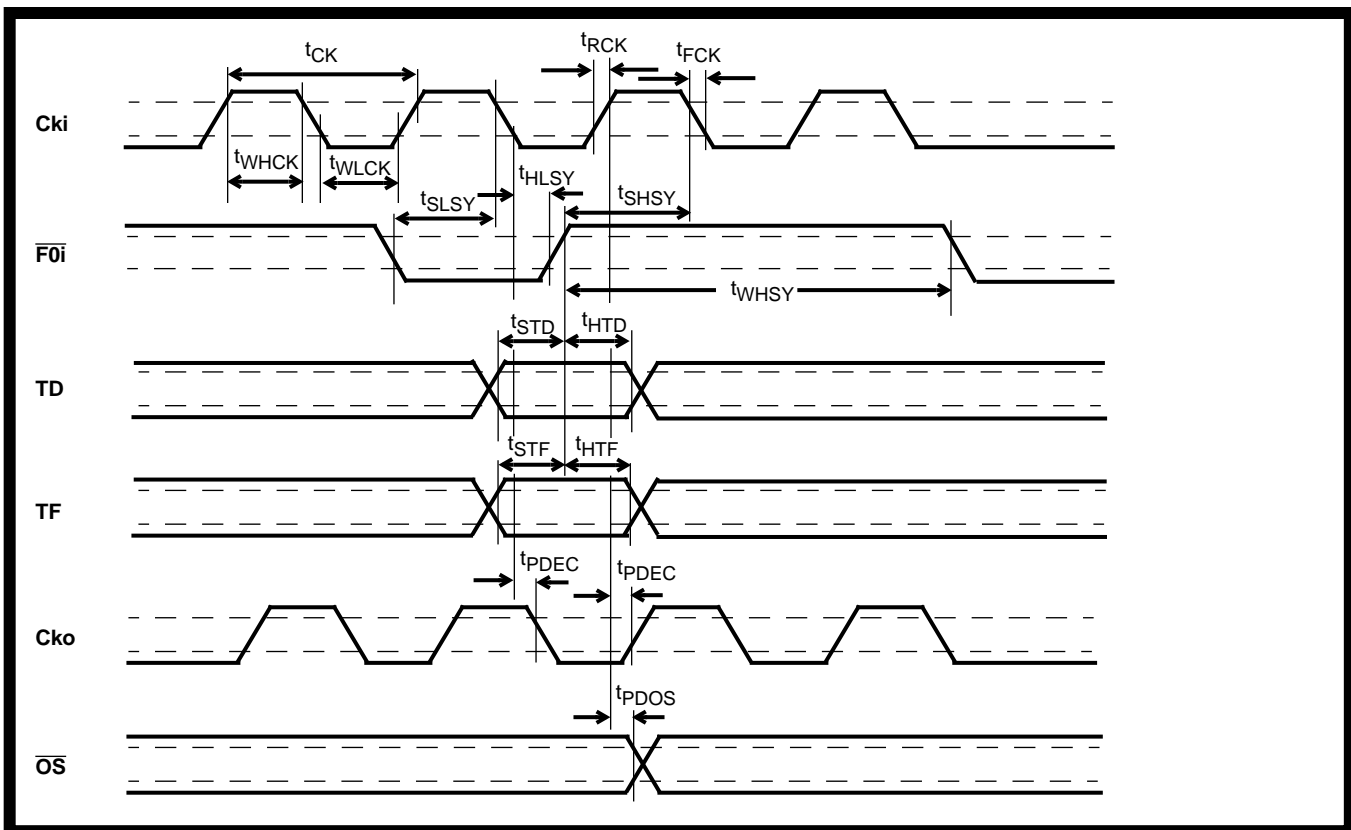 tCK
tRCK
tFCK
Cki
tWHCK
tWLCK
tHLSY
tSLSY
tSHSY
F0i
tWHSY
tSTD
tHTD
TD
tSTF
tHTF
TF
tPDEC
tPDEC
Cko
tPDOS
OS